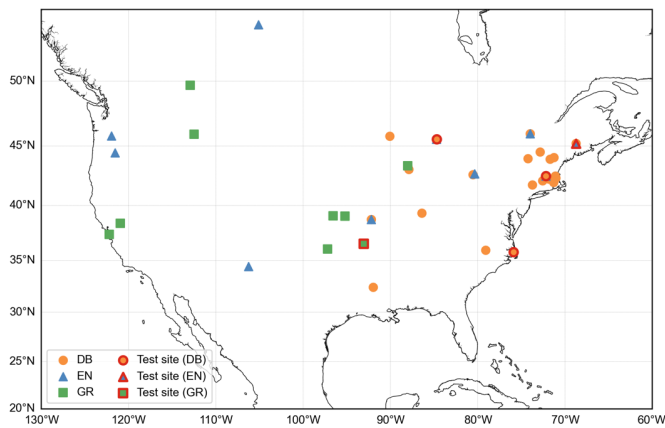 50°N
45°N
40°N
35°N
30°N
25°N
20°N
DB Test site (DB)
EN Test site (EN)
GR Test site (GR)
130°W 120°W 110°W 100°W 90°W 80°W 70°W 60°W